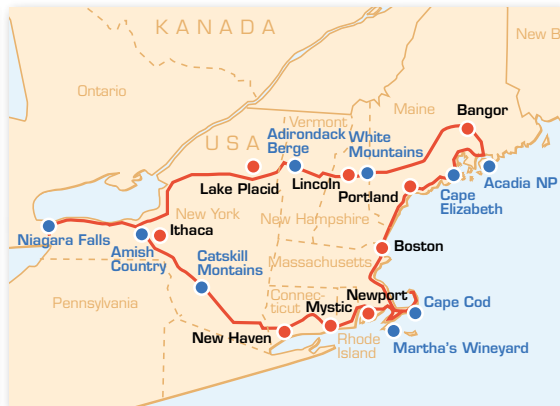 KANADA
New B
Ontario
Maine
Bangor
Vermont
USA
Adirondack
Berge
White
Mountains
Lake Placid
Lincoln
Acadia NP
Portland
Cape
Elizabeth
New York
New Hampshire
Ithaca
Niagara Falls
Amish
Country
Catskill
Montains
Boston
Massachusetts
Pennsylvania
Connec-
ticut
Newport
Cape Cod
Mystic
New Haven
Rhode
Island
Martha's Wineyard